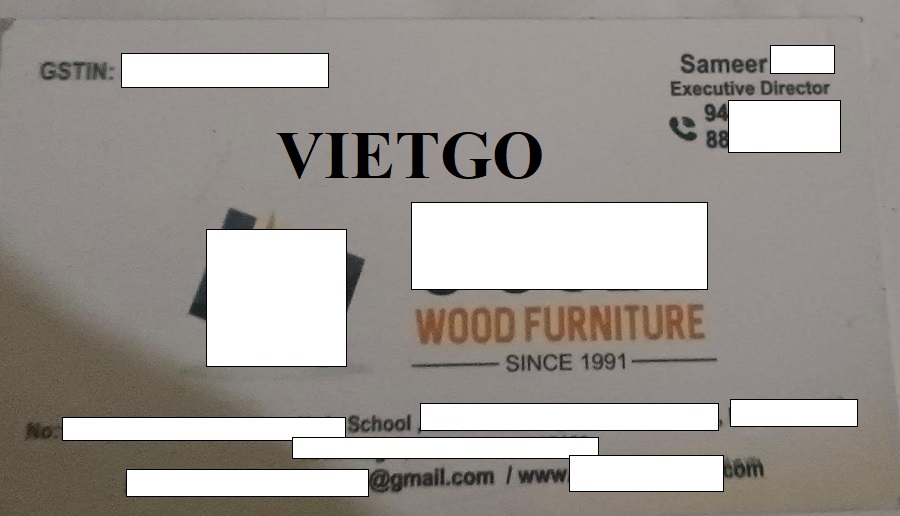 GSTIN:
Sameer
Executive Director
94
88
VIETGO
WOOD FURNITURE
SINCE 1991
No:
School ,
,
@gmail.com / www.
com